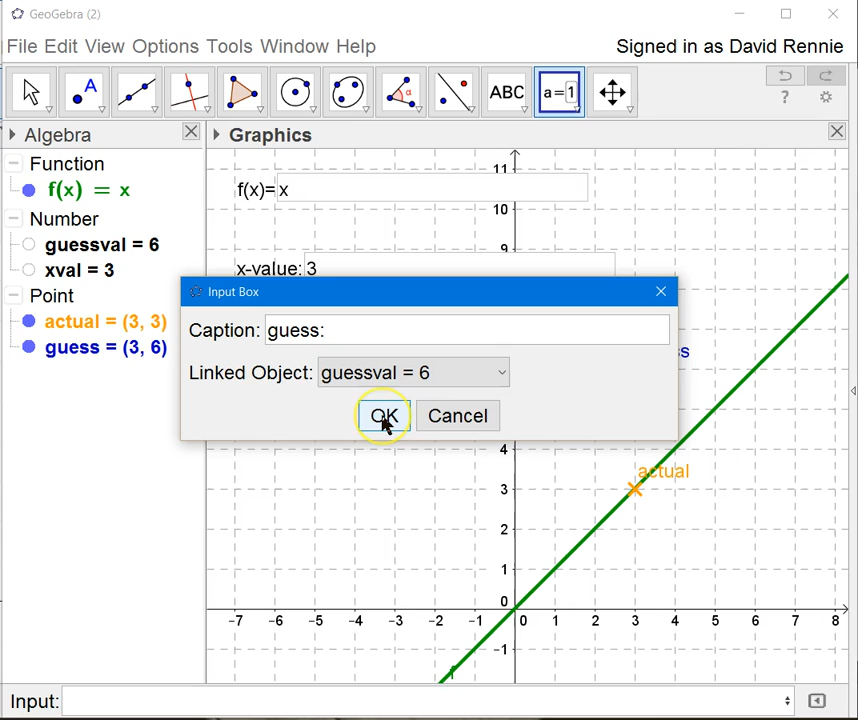 GeoGebra (2)
File Edit View Options Tools Window Help
Signed in as David Rennie
A
α
ABC
a=1
?
Algebra
Graphics
Function
f(x) = x
Number
guessval = 6
xval = 3
Point
actual = (3, 3)
guess = (3, 6)
f(x)= x
x-value: 3
Input Box
Caption: guess:
Linked Object: guessval = 6
OK Cancel
s
actual
f
11
10
9
4
3
2
1
0
-1
-7 -6 -5 -4 -3 -2 -1 0 1 2 3 4 5 6 7 8
Input: